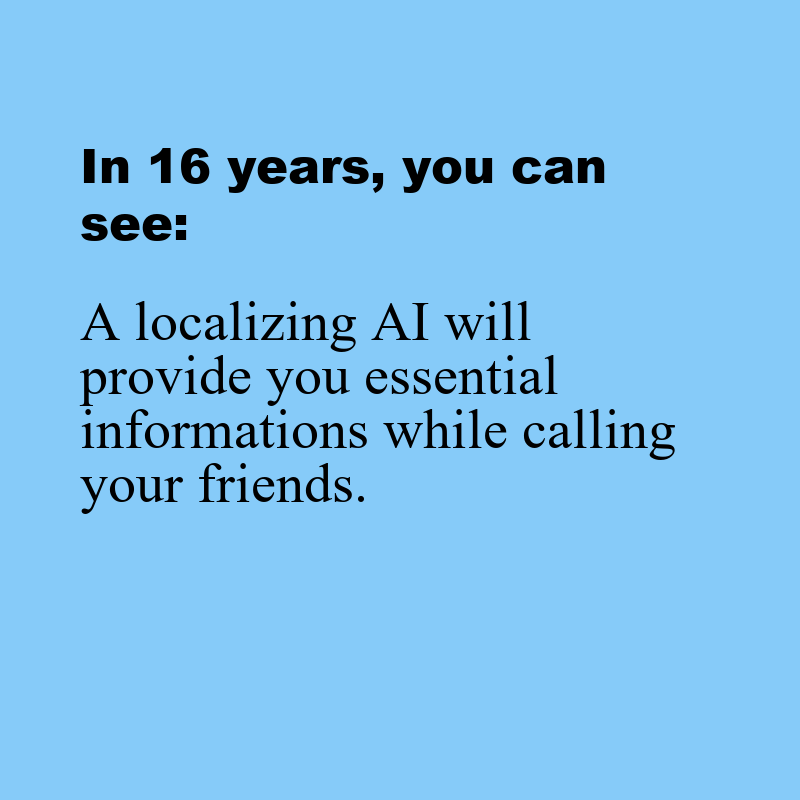 In 16 years, you can
see:
A localizing AI will
provide you essential
informations while calling
your friends.